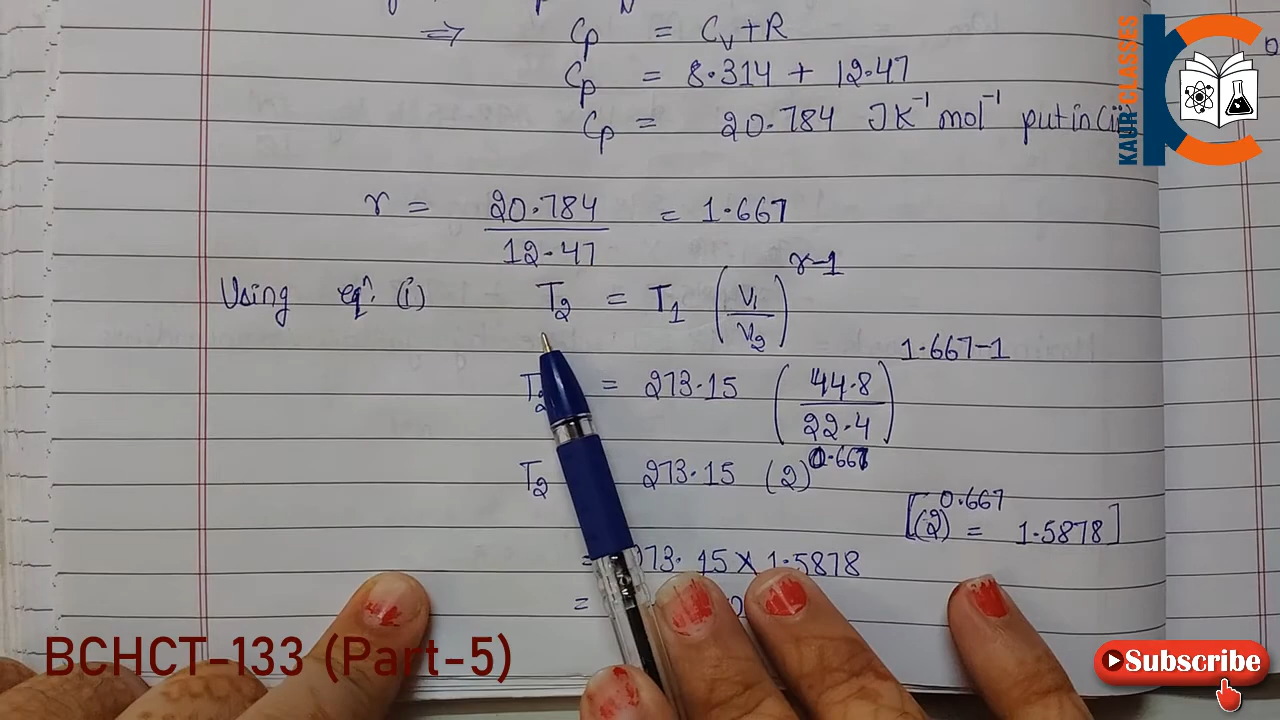 ⇒ Cp = Cv+R
Cp = 8.314 + 12.47
Cp = 20.784 JK⁻¹ mol⁻¹ put in (ii)
KAUR CLASSES
r = 20.784 / 12.47 = 1.667
Using eqⁿ. (i) T₂ = T₁ (V₁/V₂)^(r-1)
T₂ = 273.15 (44.8/22.4)^(1.667-1)
T₂ 273.15 (2)^0.667
[(2)^0.667 = 1.5878]
= 273.15 × 1.5878
=
BCHCT-133 (Part-5)
Subscribe